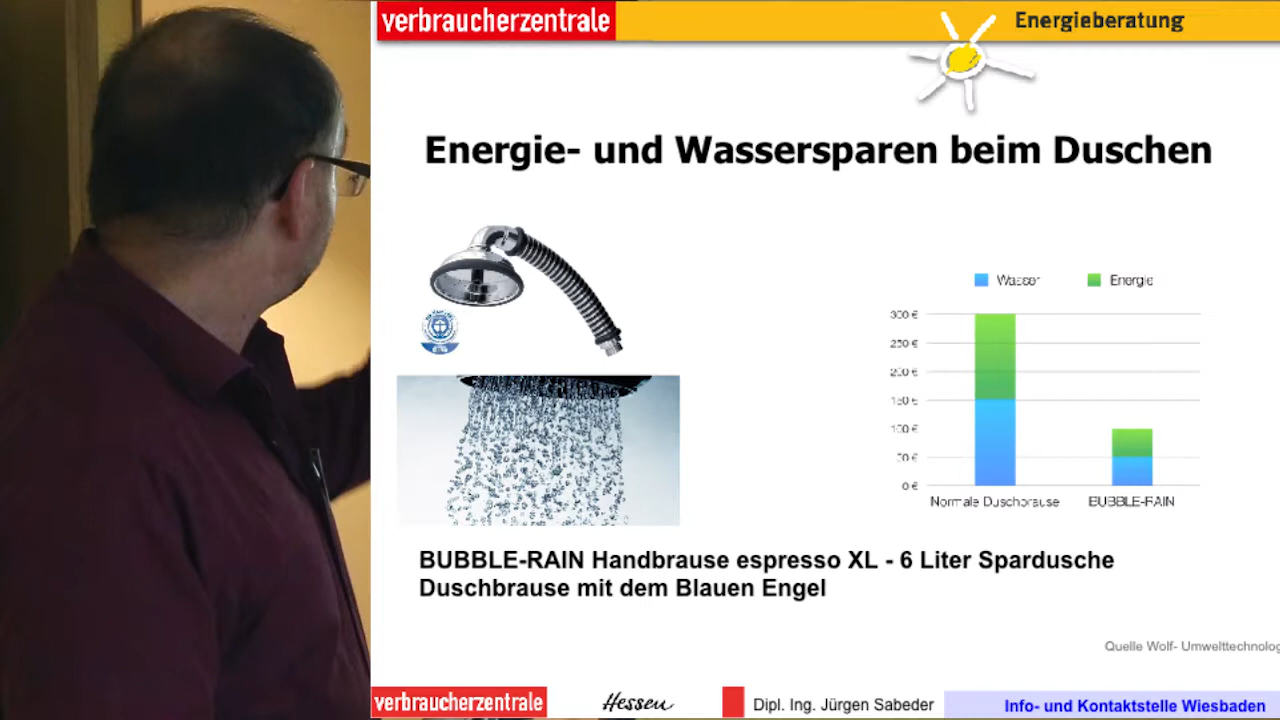 verbraucherzentrale
Energieberatung
Energie- und Wassersparen beim Duschen
Wasser
Energie
300 €
250 €
200 €
150 €
100 €
50 €
0 €
Normale Duschbrause
BUBBLE-RAIN
BUBBLE-RAIN Handbrause espresso XL - 6 Liter Spardusche
Duschbrause mit dem Blauen Engel
Quelle Wolf- Umwelttechnolog
verbraucherzentrale
Hessen
Dipl. Ing. Jürgen Sabeder
Info- und Kontaktstelle Wiesbaden